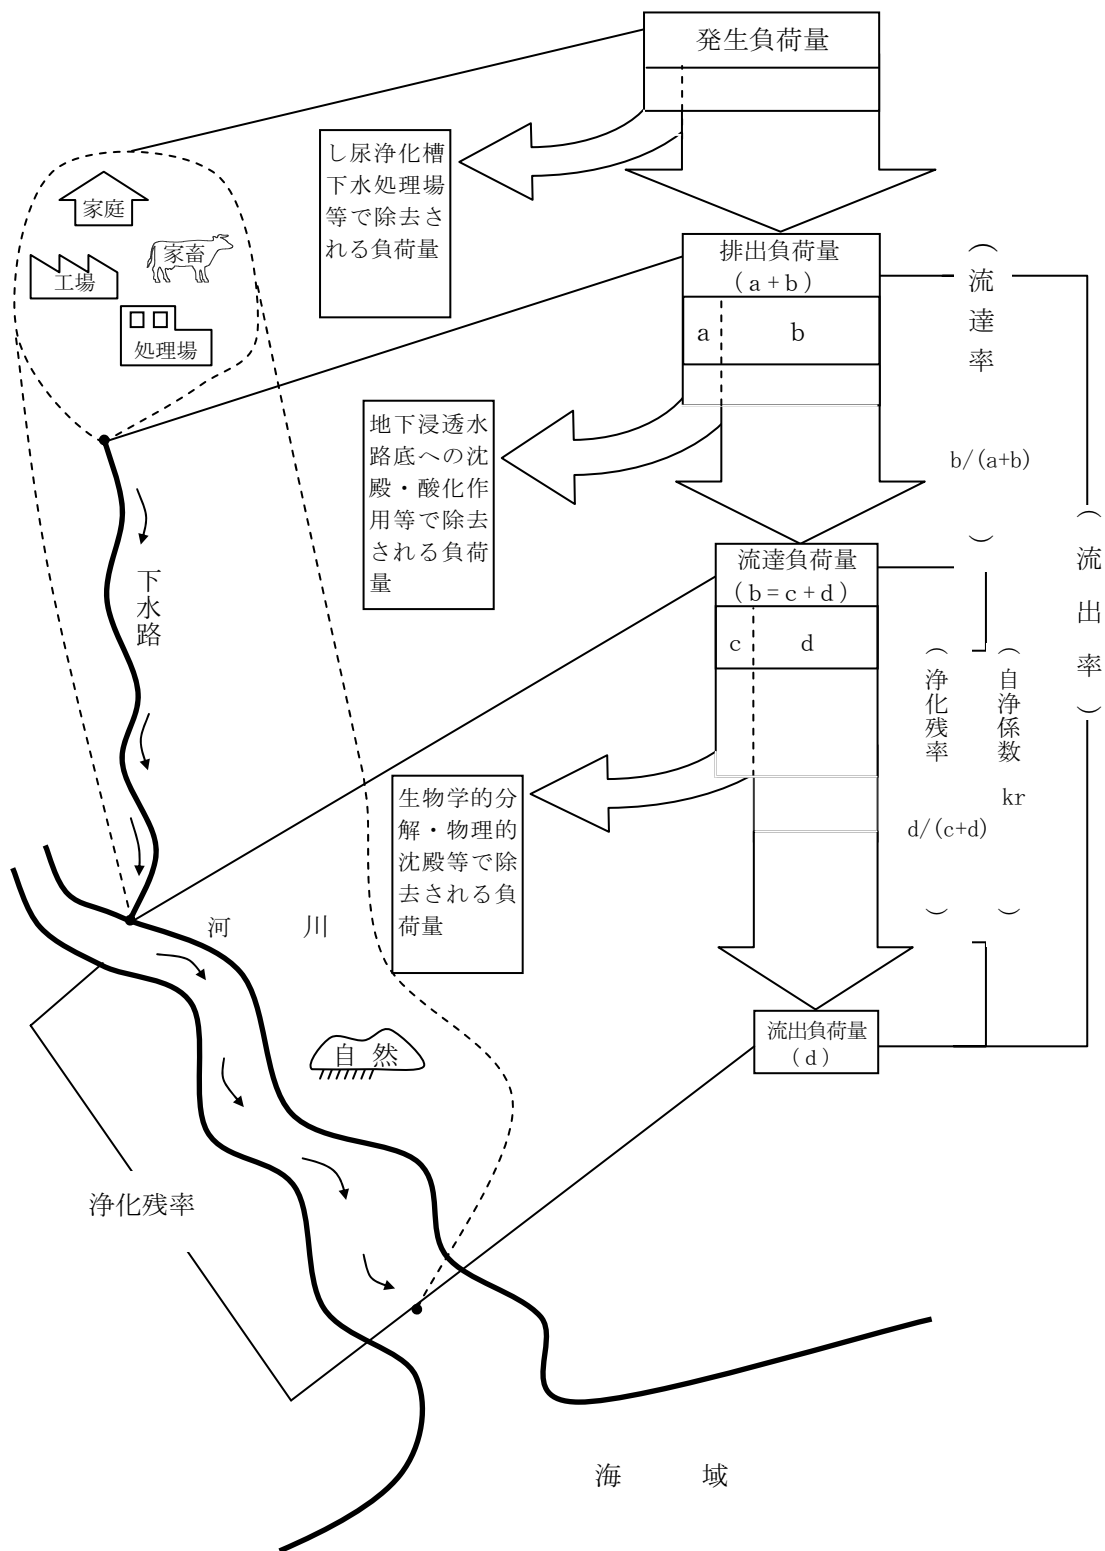 発生負荷量
し尿浄化槽
下水処理場
等で除去さ
れる負荷量
家庭
家畜
工場
処理場
排出負荷量
(a+b)
a
b
(流達率
b/(a+b)
)
地下浸透水
路底への沈
殿・酸化作
用等で除去
される負荷
量
下水路
流達負荷量
(b=c+d)
c
d
(流出率)
(浄化残率
d/(c+d)
)
(自浄係数
kr
)
生物学的分
解・物理的
沈殿等で除
去される負
荷量
河川
自然
流出負荷量
(d)
浄化残率
海域